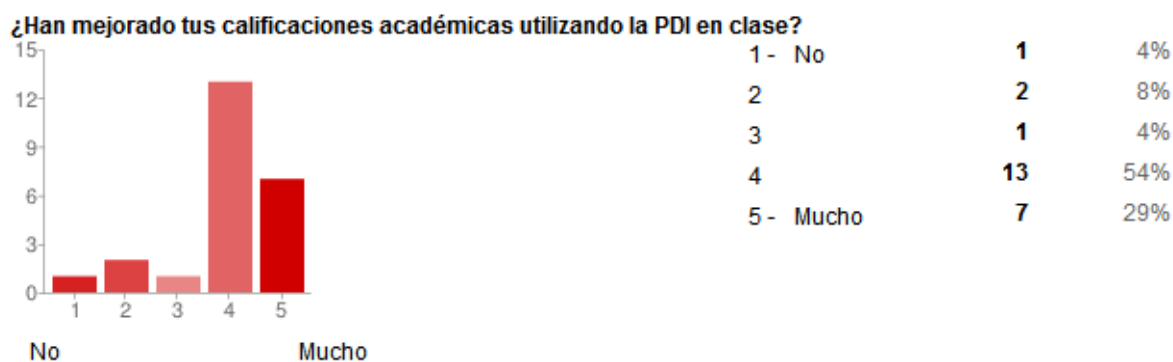 ¿Han mejorado tus calificaciones académicas utilizando la PDI en clase?
15
12
9
6
3
0
1 2 3 4 5
No Mucho
1 - No 1 4%
2 2 8%
3 1 4%
4 13 54%
5 - Mucho 7 29%